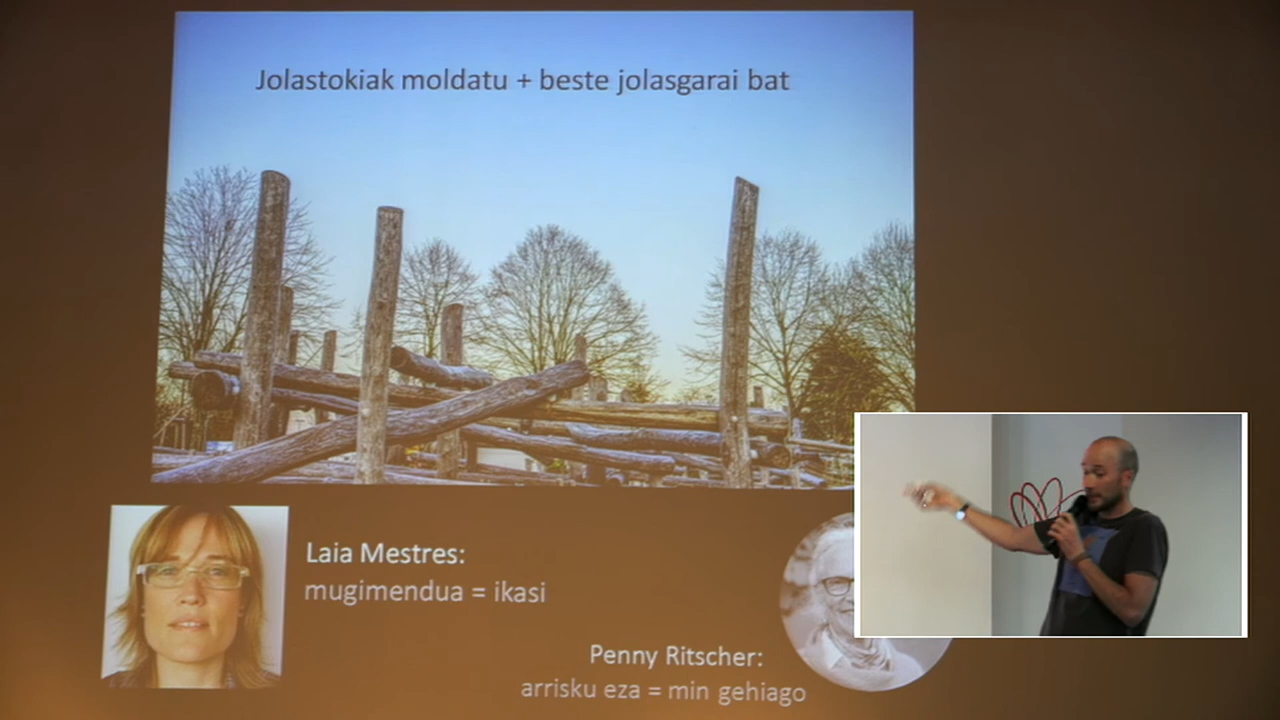 Jolastokiak moldatu + beste jolasgarai bat
Laia Mestres:
mugimendua = ikasi
Penny Ritscher:
arrisku eza = min gehiago